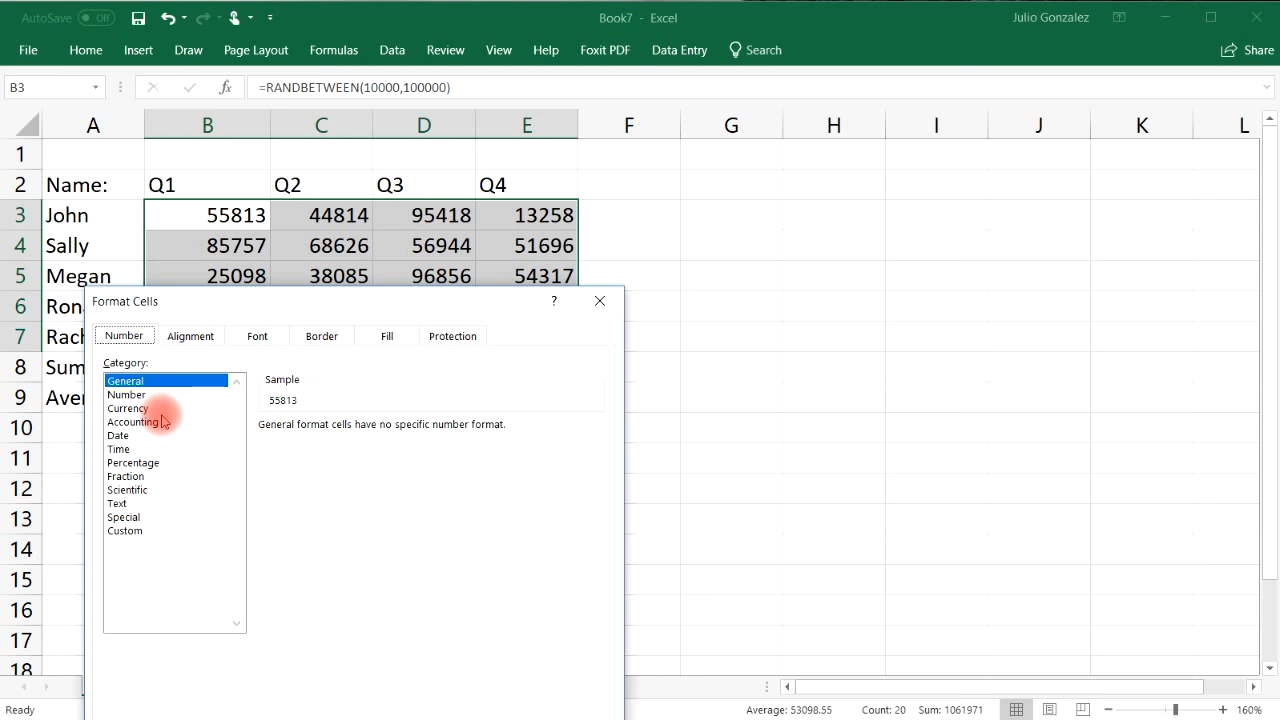 AutoSave Off Book7 - Excel Julio Gonzalez
File Home Insert Draw Page Layout Formulas Data Review View Help Foxit PDF Data Entry Search Share
B3 fx =RANDBETWEEN(10000,100000)
A B C D E F G H I J K L
1
2 Name: Q1 Q2 Q3 Q4
3 John 55813 44814 95418 13258
4 Sally 85757 68626 56944 51696
5 Megan 25098 38085 96856 54317
6 Ron
7 Rach
8 Sum
9 Aver
10
11
12
13
14
15
16
17
18
Format Cells ?
Number Alignment Font Border Fill Protection
Category:
General
Number
Currency
Accounting
Date
Time
Percentage
Fraction
Scientific
Text
Special
Custom
Sample
55813
General format cells have no specific number format.
Ready Average: 53098.55 Count: 20 Sum: 1061971 160%